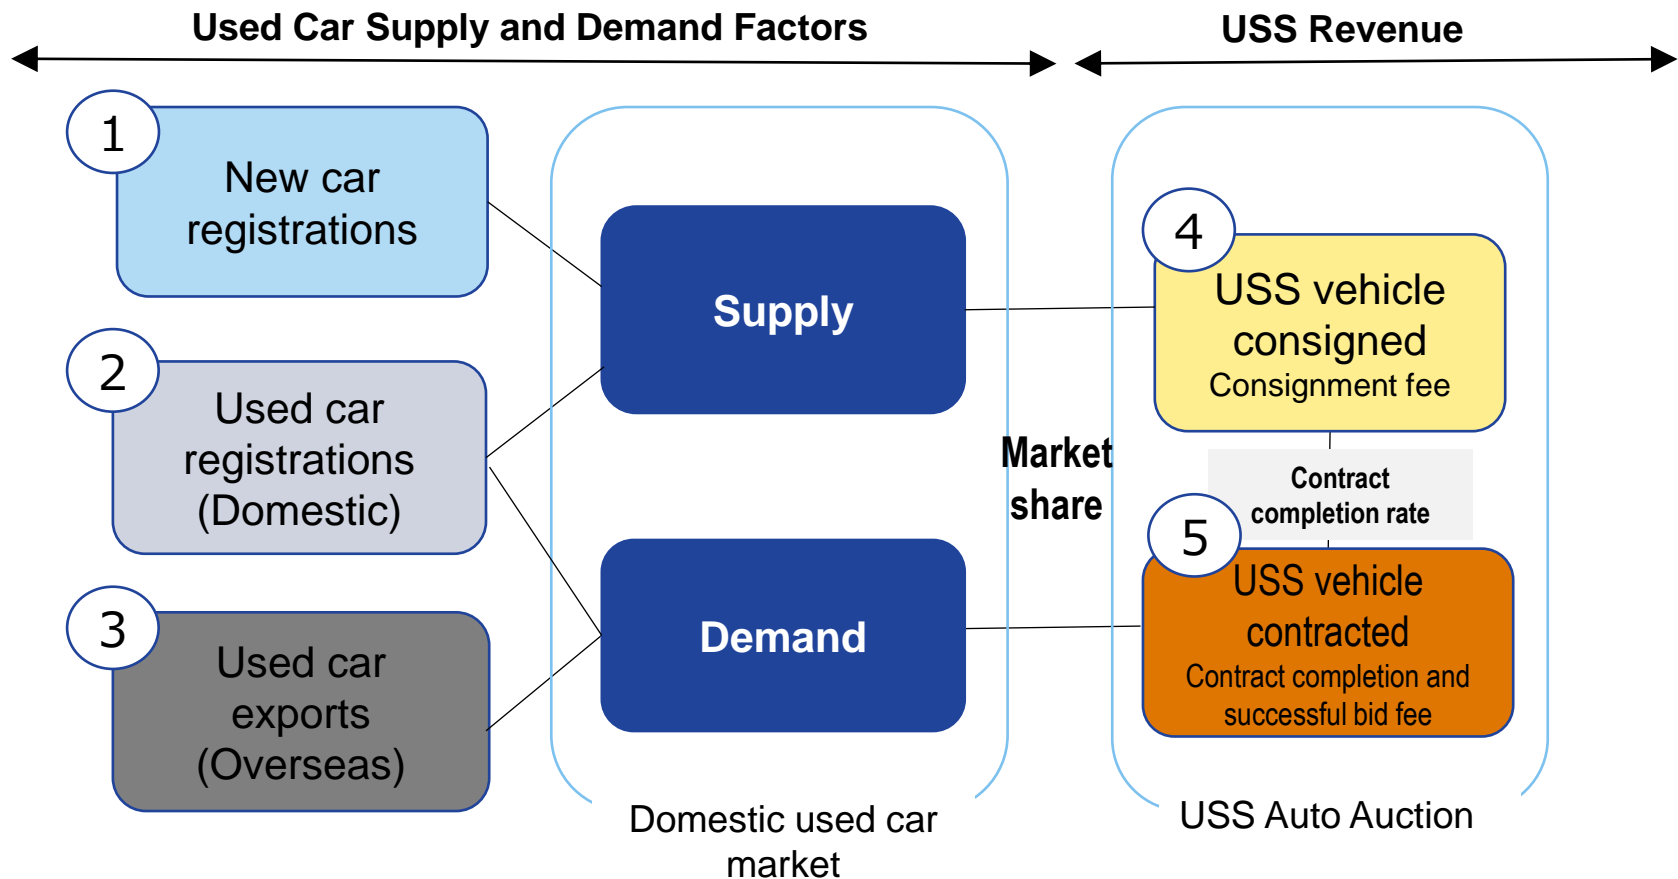 Used Car Supply and Demand Factors
USS Revenue
1
New car
registrations
2
Used car
registrations
(Domestic)
3
Used car
exports
(Overseas)
Supply
Demand
Domestic used car
market
Market
share
4
USS vehicle
consigned
Consignment fee
Contract
completion rate
5
USS vehicle
contracted
Contract completion and
successful bid fee
USS Auto Auction